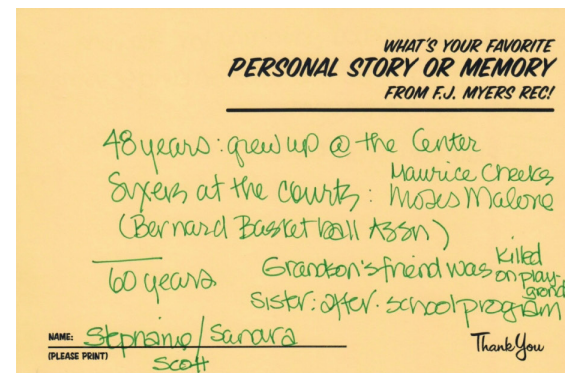 WHAT'S YOUR FAVORITE
PERSONAL STORY OR MEMORY
FROM F.J. MYERS REC!
48 years: grew up @ the Center
Sixers at the courts: Maurice Cheeks
Moses Malone
(Bernard Basketball Assn)
60 years
Grandson's friend was killed
on play-
grond
Sister: after-school program
NAME: Stephanie/Sandra
(PLEASE PRINT) Scott
Thank You